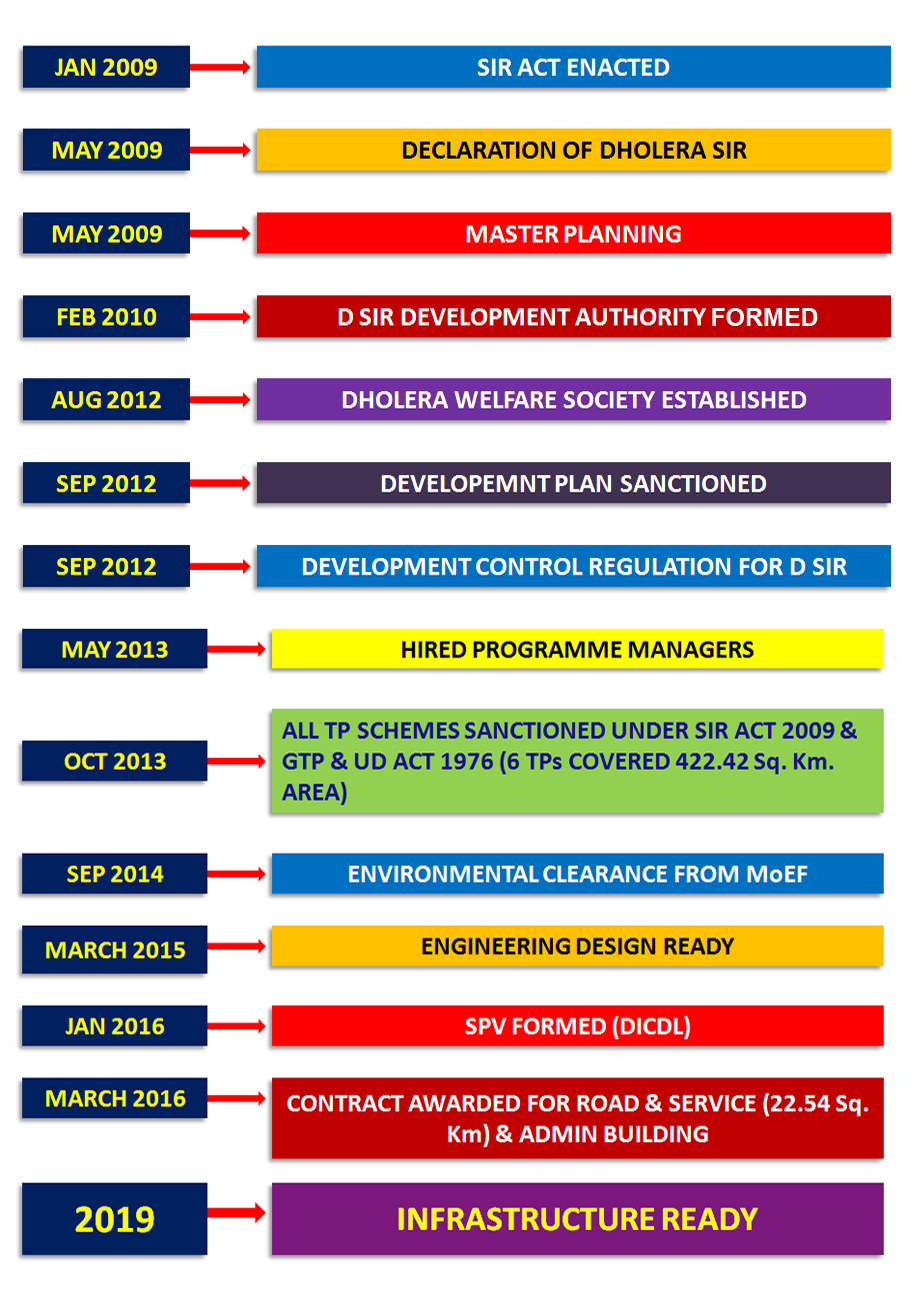 JAN 2009
SIR ACT ENACTED
MAY 2009
DECLARATION OF DHOLERA SIR
MAY 2009
MASTER PLANNING
FEB 2010
D SIR DEVELOPMENT AUTHORITY FORMED
AUG 2012
DHOLERA WELFARE SOCIETY ESTABLISHED
SEP 2012
DEVELOPEMNT PLAN SANCTIONED
SEP 2012
DEVELOPMENT CONTROL REGULATION FOR D SIR
MAY 2013
HIRED PROGRAMME MANAGERS
OCT 2013
ALL TP SCHEMES SANCTIONED UNDER SIR ACT 2009 &
GTP & UD ACT 1976 (6 TPs COVERED 422.42 Sq. Km.
AREA)
SEP 2014
ENVIRONMENTAL CLEARANCE FROM MoEF
MARCH 2015
ENGINEERING DESIGN READY
JAN 2016
SPV FORMED (DICDL)
MARCH 2016
CONTRACT AWARDED FOR ROAD & SERVICE (22.54 Sq.
Km) & ADMIN BUILDING
2019
INFRASTRUCTURE READY